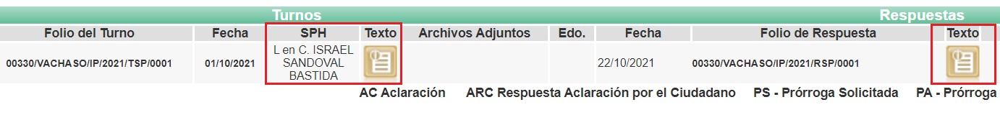 Turnos Respuestas
Folio del Turno Fecha SPH Texto Archivos Adjuntos Edo. Fecha Folio de Respuesta Texto
00330/VACHASO/IP/2021/TSP/0001 01/10/2021 L en C. ISRAEL
SANDOVAL
BASTIDA 22/10/2021 00330/VACHASO/IP/2021/RSP/0001
AC Aclaración ARC Respuesta Aclaración por el Ciudadano PS - Prórroga Solicitada PA - Prórroga